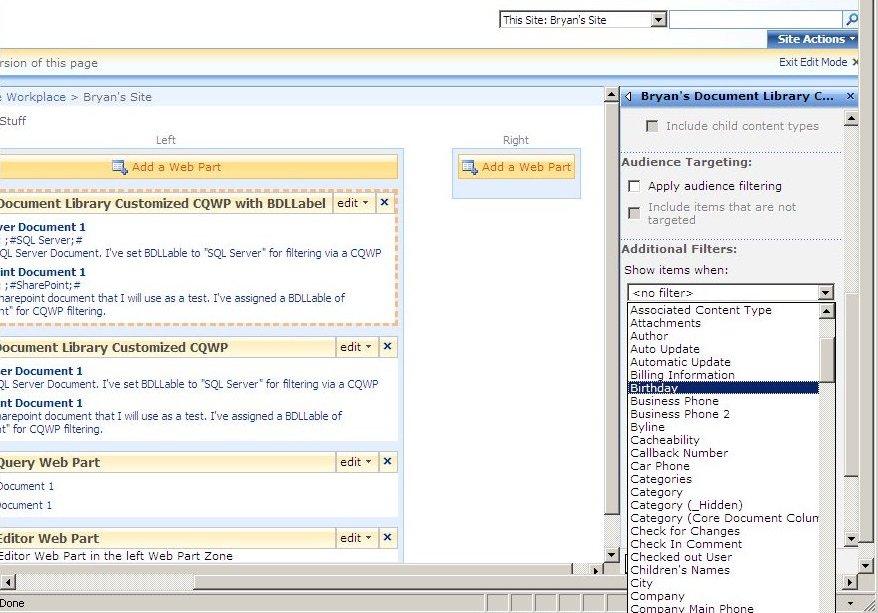 This Site: Bryan's Site
Site Actions
rsion of this page
Exit Edit Mode
Workplace > Bryan's Site
Stuff
Left
Right
Add a Web Part
Add a Web Part
Document Library Customized CQWP with BDLLabel edit
ver Document 1
: ;#SQL Server;#
QL Server Document. I've set BDLLable to "SQL Server" for filtering via a CQWP
int Document 1
: ;#SharePoint;#
harepoint document that I will use as a test. I've assigned a BDLLable of
nt" for CQWP filtering.
Document Library Customized CQWP edit
er Document 1
QL Server Document. I've set BDLLable to "SQL Server" for filtering via a CQWP
nt Document 1
arepoint document that I will use as a test. I've assigned a BDLLable of
nt" for CQWP filtering.
Query Web Part edit
Document 1
ocument 1
Editor Web Part edit
Editor Web Part in the left Web Part Zone
Done
Bryan's Document Library C...
Include child content types
Audience Targeting:
Apply audience filtering
Include items that are not
targeted
Additional Filters:
Show items when:
<no filter>
Associated Content Type
Attachments
Author
Auto Update
Automatic Update
Billing Information
Birthday
Business Phone
Business Phone 2
Byline
Cacheability
Callback Number
Car Phone
Categories
Category
Category (_Hidden)
Category (Core Document Colum
Check for Changes
Check In Comment
Checked out User
Children's Names
City
Company
Company Main Phone